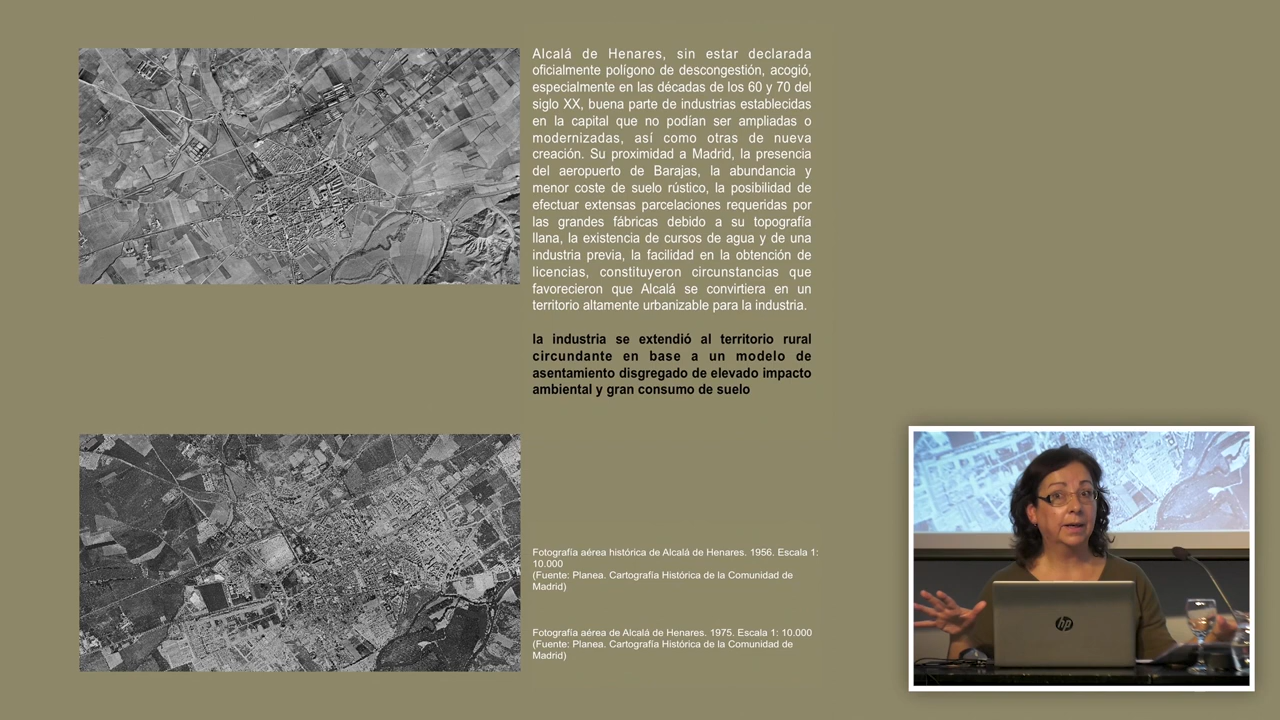 Alcalá de Henares, sin estar declarada
oficialmente polígono de descongestión, acogió,
especialmente en las décadas de los 60 y 70 del
siglo XX, buena parte de industrias establecidas
en la capital que no podían ser ampliadas o
modernizadas, así como otras de nueva
creación. Su proximidad a Madrid, la presencia
del aeropuerto de Barajas, la abundancia y
menor coste de suelo rústico, la posibilidad de
efectuar extensas parcelaciones requeridas por
las grandes fábricas debido a su topografía
llana, la existencia de cursos de agua y de una
industria previa, la facilidad en la obtención de
licencias, constituyeron circunstancias que
favorecieron que Alcalá se convirtiera en un
territorio altamente urbanizable para la industria.
la industria se extendió al territorio rural
circundante en base a un modelo de
asentamiento disgregado de elevado impacto
ambiental y gran consumo de suelo
Fotografía aérea histórica de Alcalá de Henares. 1956. Escala 1:
10.000
(Fuente: Planea. Cartografía Histórica de la Comunidad de
Madrid)
Fotografía aérea de Alcalá de Henares. 1975. Escala 1: 10.000
(Fuente: Planea. Cartografía Histórica de la Comunidad de
Madrid)
hp